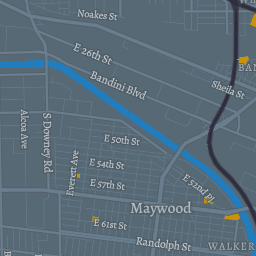 Noakes St
E 26th St
Bandini Blvd
Sheila St
BAN
Alcoa Ave
S Downey Rd
E 50th St
Everett Ave
E 54th St
E 57th St
E 52nd Pl
Maywood
E 61st St
Randolph St
WALKER